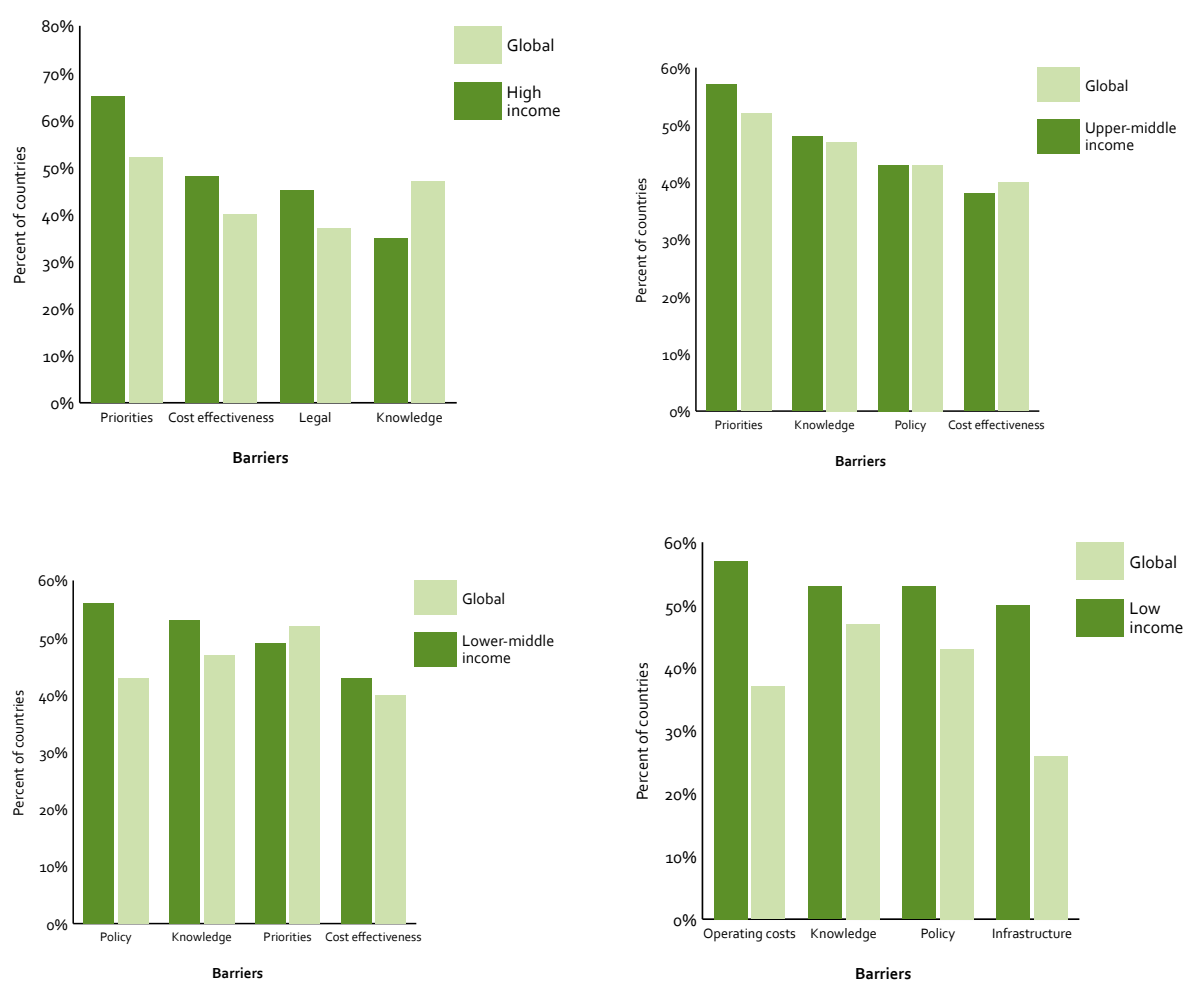 80%
70%
60%
50%
40%
30%
20%
10%
0%
Percent of countries
Priorities
Cost effectiveness
Legal
Knowledge
Barriers
Global
High
income
60%
50%
40%
30%
20%
10%
0%
Percent of countries
Priorities
Knowledge
Policy
Cost effectiveness
Barriers
Global
Upper-middle
income
60%
50%
40%
30%
20%
10%
0%
Percent of countries
Policy
Knowledge
Priorities
Cost effectiveness
Barriers
Global
Lower-middle
income
60%
50%
40%
30%
20%
10%
0%
Percent of countries
Operating costs
Knowledge
Policy
Infrastructure
Barriers
Global
Low
income